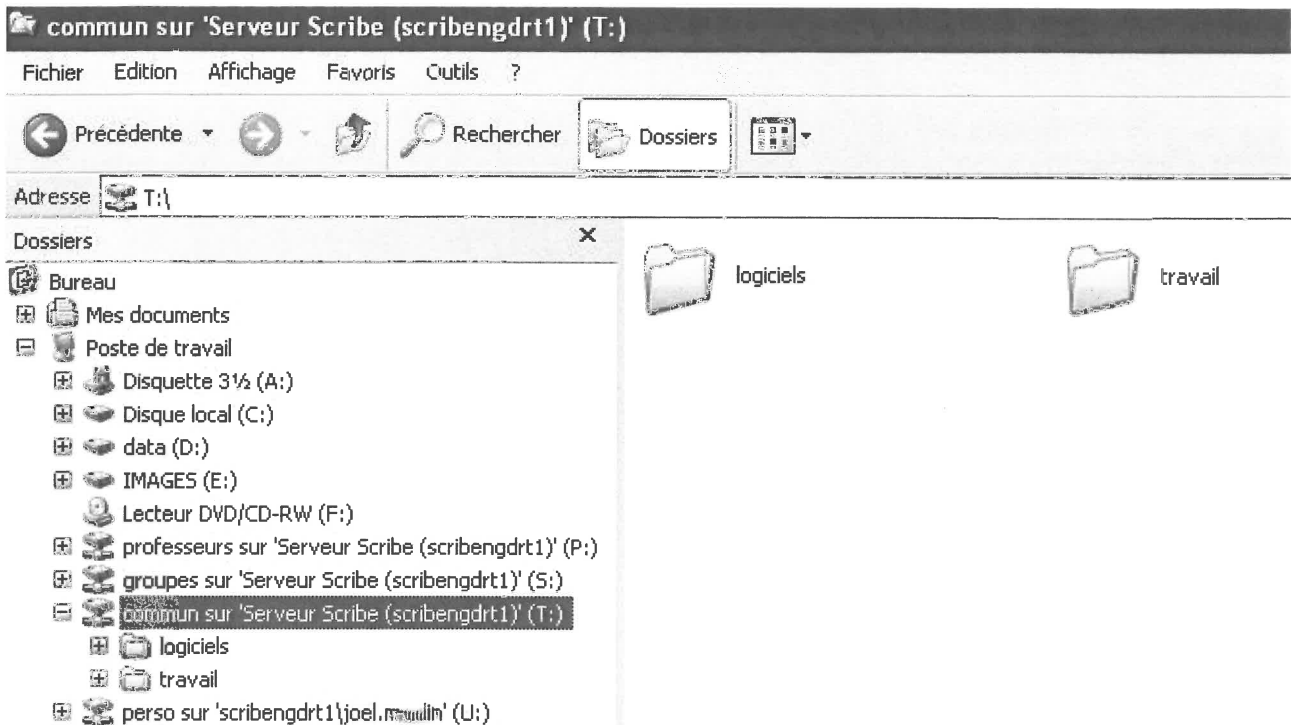 commun sur 'Serveur Scribe (scribengdrt1)' (T:)
Fichier Edition Affichage Favoris Outils ?
Précédente Rechercher Dossiers
Adresse T:\
Dossiers
Bureau
Mes documents
Poste de travail
Disquette 3½ (A:)
Disque local (C:)
data (D:)
IMAGES (E:)
Lecteur DVD/CD-RW (F:)
professeurs sur 'Serveur Scribe (scribengdrt1)' (P:)
groupes sur 'Serveur Scribe (scribengdrt1)' (S:)
commun sur 'Serveur Scribe (scribengdrt1)' (T:)
logiciels
travail
perso sur (U:)
logiciels
travail